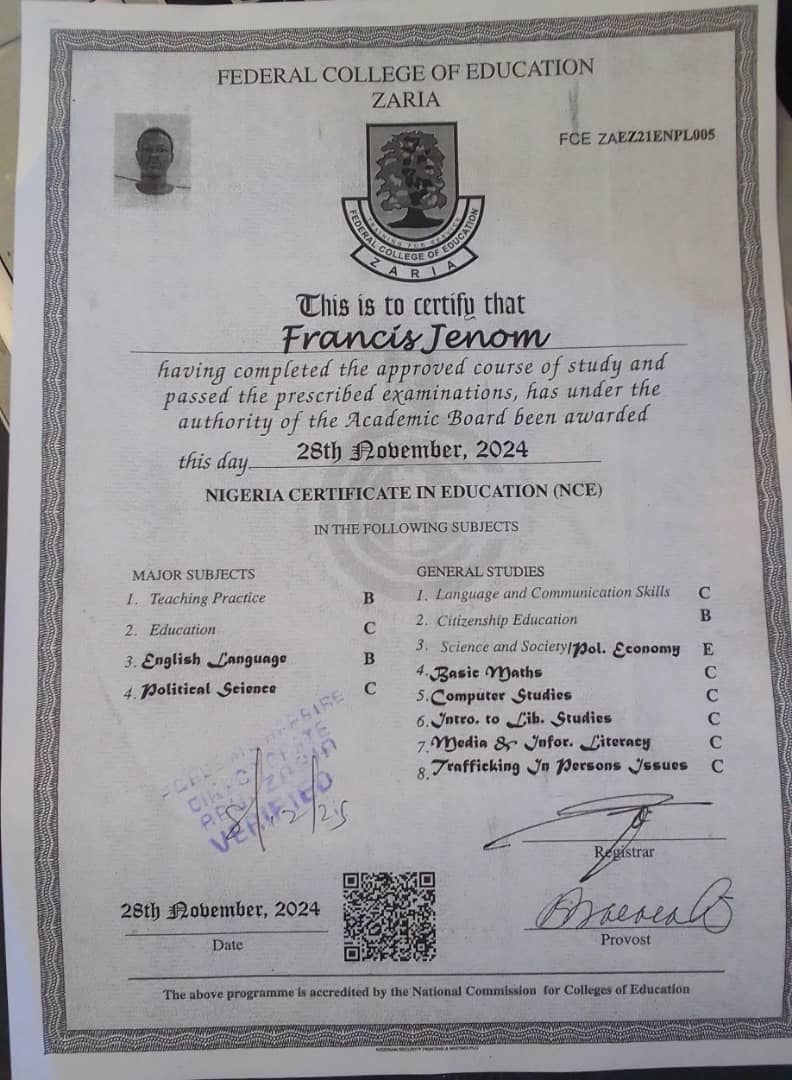 FEDERAL COLLEGE OF EDUCATION
ZARIA
FCE ZAEZ21ENPL005
TRAINING FOR SERVICE
FEDERAL COLLEGE OF EDUCATION
ZARIA
This is to certify that
Francis Jenom
having completed the approved course of study and
passed the prescribed examinations, has under the
authority of the Academic Board been awarded
this day 28th November, 2024
NIGERIA CERTIFICATE IN EDUCATION (NCE)
IN THE FOLLOWING SUBJECTS
MAJOR SUBJECTS
1. Teaching Practice B
2. Education C
3. English Language B
4. Political Science C
GENERAL STUDIES
1. Language and Communication Skills C
2. Citizenship Education B
3. Science and Society/Pol. Economy E
4. Basic Maths C
5. Computer Studies C
6. Intro. to Lib. Studies C
7. Media & Infor. Literacy C
8. Trafficking In Persons Issues C
VERIFIED
Registrar
28th November, 2024
Date
Provost
The above programme is accredited by the National Commission for Colleges of Education